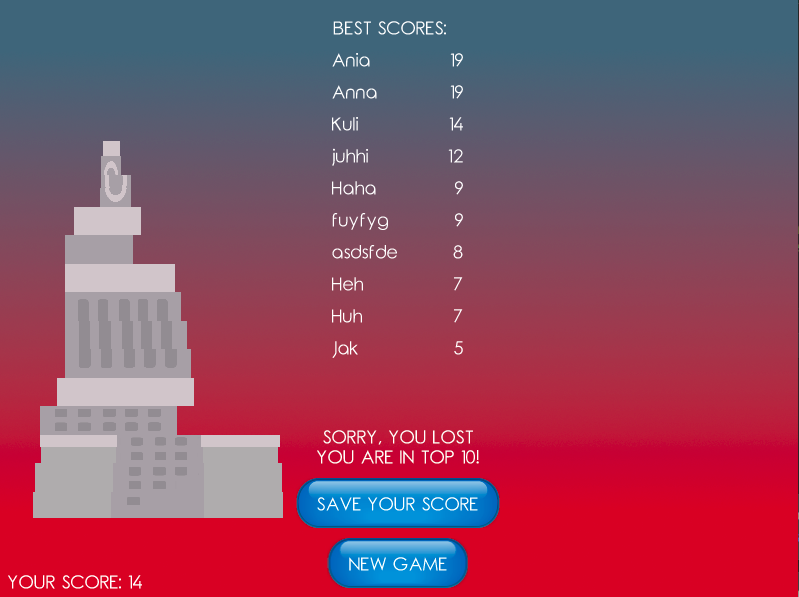 BEST SCORES:
Ania 19
Anna 19
Kuli 14
juhhi 12
Haha 9
fuyfyg 9
asdsfde 8
Heh 7
Huh 7
Jak 5
SORRY, YOU LOST
YOU ARE IN TOP 10!
SAVE YOUR SCORE
NEW GAME
YOUR SCORE: 14